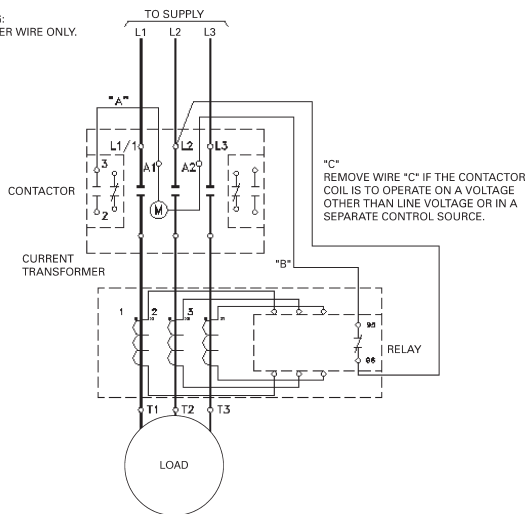 G:
ER WIRE ONLY.
TO SUPPLY
L1 L2 L3
"A"
L1/1 L2 L3
3 A1 A2
CONTACTOR
M
2
"C"
REMOVE WIRE "C" IF THE CONTACTOR
COIL IS TO OPERATE ON A VOLTAGE
OTHER THAN LINE VOLTAGE OR IN A
SEPARATE CONTROL SOURCE.
CURRENT
TRANSFORMER
"B"
1 2 3
95
RELAY
96
T1 T2 T3
LOAD